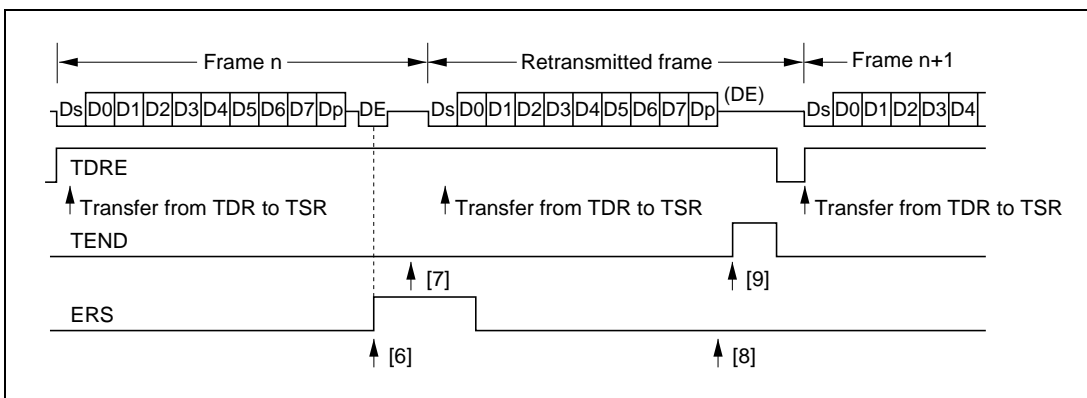 Frame n Retransmitted frame Frame n+1
Ds D0 D1 D2 D3 D4 D5 D6 D7 Dp DE Ds D0 D1 D2 D3 D4 D5 D6 D7 Dp (DE) Ds D0 D1 D2 D3 D4
TDRE
Transfer from TDR to TSR Transfer from TDR to TSR Transfer from TDR to TSR
TEND
[7] [9]
ERS
[6] [8]